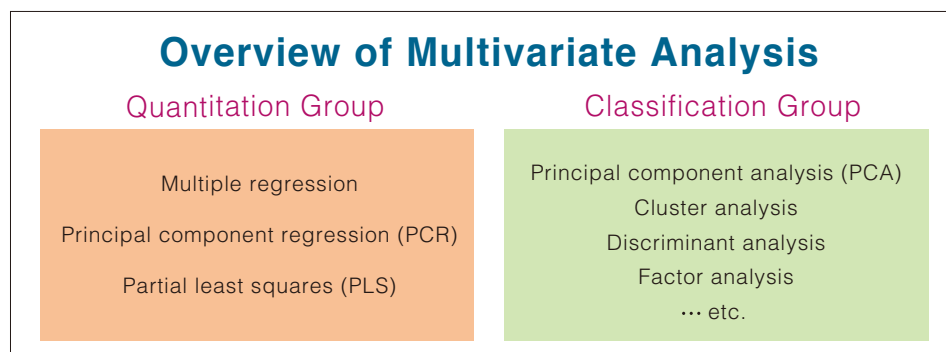 Overview of Multivariate Analysis
Quantitation Group
Multiple regression
Principal component regression (PCR)
Partial least squares (PLS)
Classification Group
Principal component analysis (PCA)
Cluster analysis
Discriminant analysis
Factor analysis
··· etc.